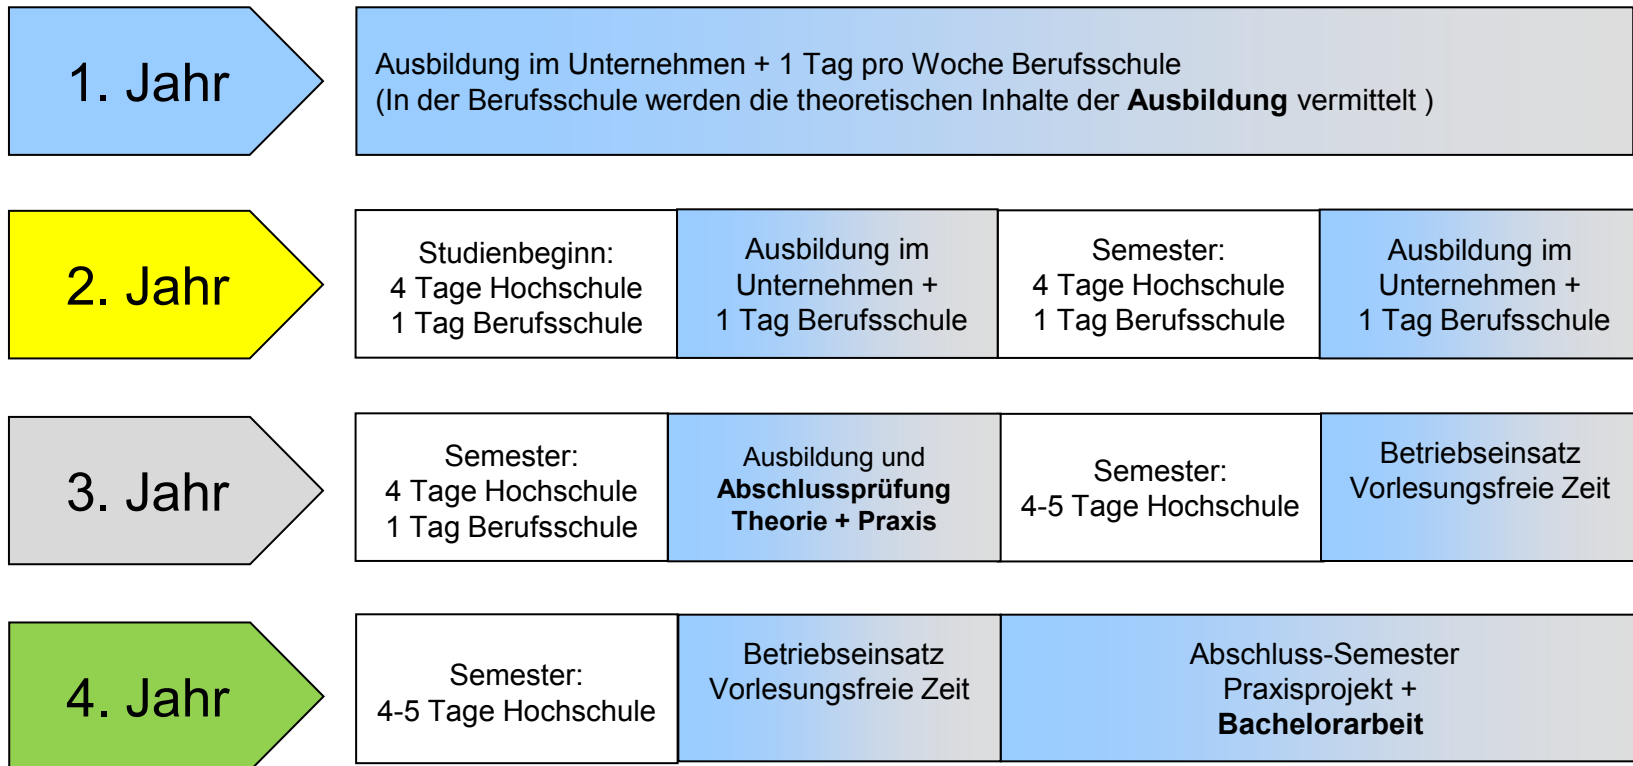 1. Jahr
Ausbildung im Unternehmen + 1 Tag pro Woche Berufsschule
(In der Berufsschule werden die theoretischen Inhalte der Ausbildung vermittelt )
2. Jahr
Studienbeginn:
4 Tage Hochschule
1 Tag Berufsschule
Ausbildung im
Unternehmen +
1 Tag Berufsschule
Semester:
4 Tage Hochschule
1 Tag Berufsschule
Ausbildung im
Unternehmen +
1 Tag Berufsschule
3. Jahr
Semester:
4 Tage Hochschule
1 Tag Berufsschule
Ausbildung und
Abschlussprüfung
Theorie + Praxis
Semester:
4-5 Tage Hochschule
Betriebseinsatz
Vorlesungsfreie Zeit
4. Jahr
Semester:
4-5 Tage Hochschule
Betriebseinsatz
Vorlesungsfreie Zeit
Abschluss-Semester
Praxisprojekt +
Bachelorarbeit